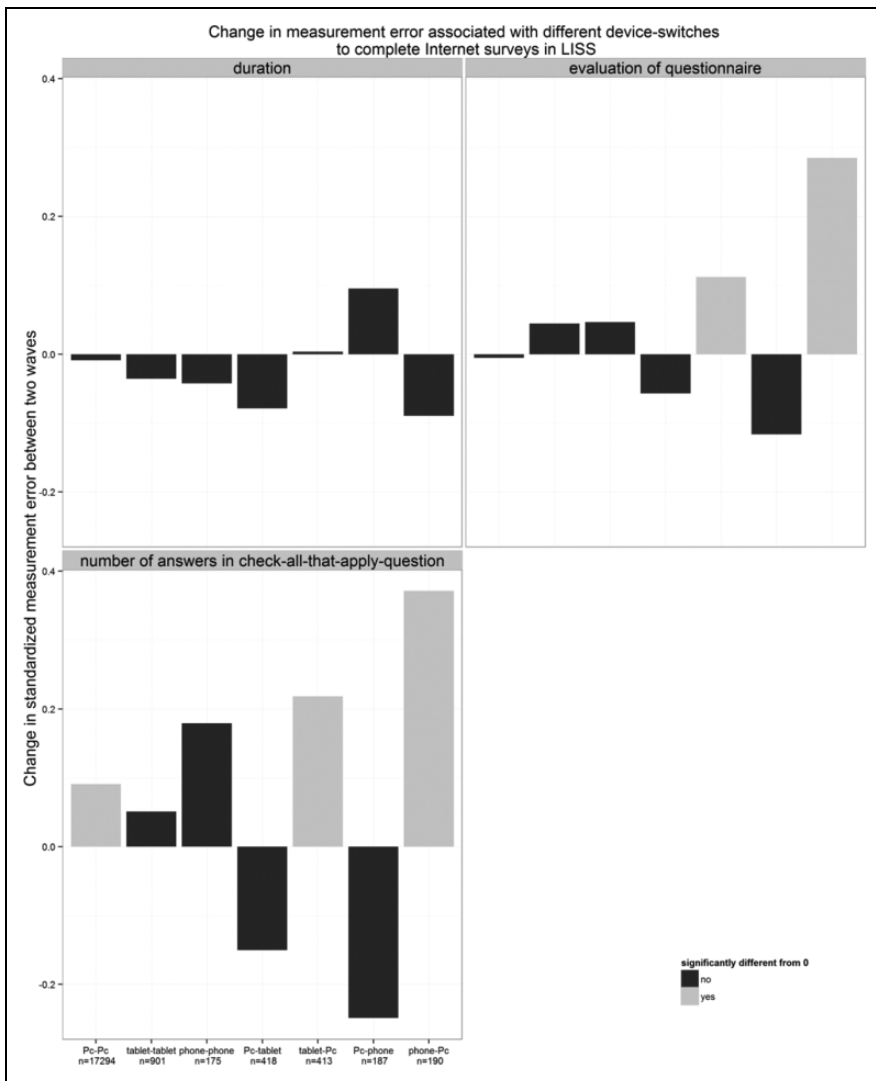 Change in measurement error associated with different device-switches
to complete Internet surveys in LISS
duration
evaluation of questionnaire
0.4
0.2
0.0
-0.2
number of answers in check-all-that-apply-question
0.4
0.2
0.0
-0.2
Change in standardized measurement error between two waves
Pc-Pc tablet-tablet phone-phone Pc-tablet tablet-Pc Pc-phone phone-Pc
n=17294 n=901 n=175 n=418 n=413 n=187 n=190
significantly different from 0
no
yes